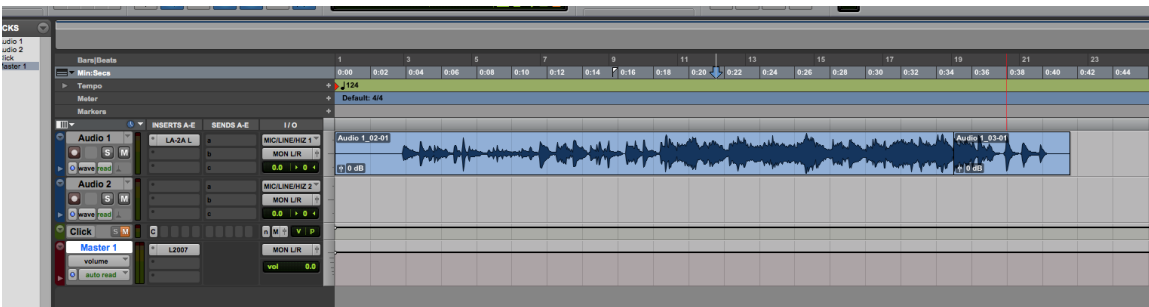 CKS
udio 1
udio 2
lick
Master 1
Bars|Beats 1 3 5 7 9 11 13 15 17 19 21 23
Min:Secs 0:00 0:02 0:04 0:06 0:08 0:10 0:12 0:14 0:16 0:18 0:20 0:22 0:24 0:26 0:28 0:30 0:32 0:34 0:36 0:38 0:40 0:42 0:44
Tempo + 124
Meter Default: 4/4
Markers +
INSERTS A-E SENDS A-E I / O
Audio 1 LA-2A L a MIC/LINE/HIZ 1 Audio 1_02-01 Audio 1_03-01
S M b MON L/R
wave read c 0.0 0 0 dB 0 dB
Audio 2 a MIC/LINE/HIZ 2
S M b MON L/R
wave read c 0.0 0
Click S M C n M V P
Master 1 L2007 MON L/R
volume vol 0.0
auto read